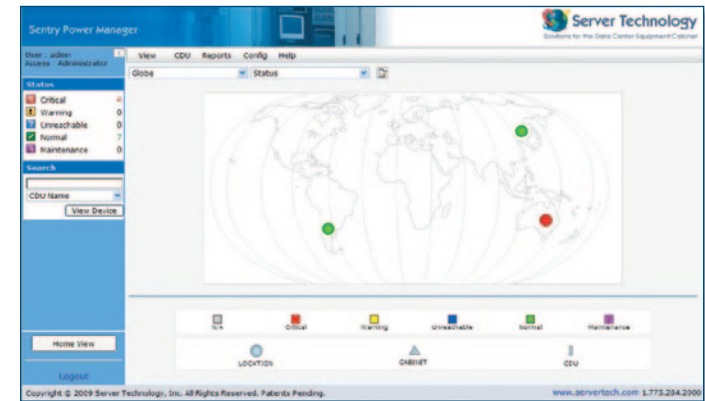 Sentry Power Manager
Server Technology
Solutions for the Data Center Equipment Cabinet
User : admn
Access : Administrator
View CDU Reports Config Help
Globe Status
Status
Critical
Warning 0
Unreachable 0
Normal 7
Maintenance 0
Search
CDU Name
View Device
N/A Critical Warning Unreachable Normal Maintenance
LOCATION CABINET CDU
Home View
Logout
Copyright © 2009 Server Technology, Inc. All Rights Reserved. Patents Pending.
www.servertech.com 1.775.284.2000